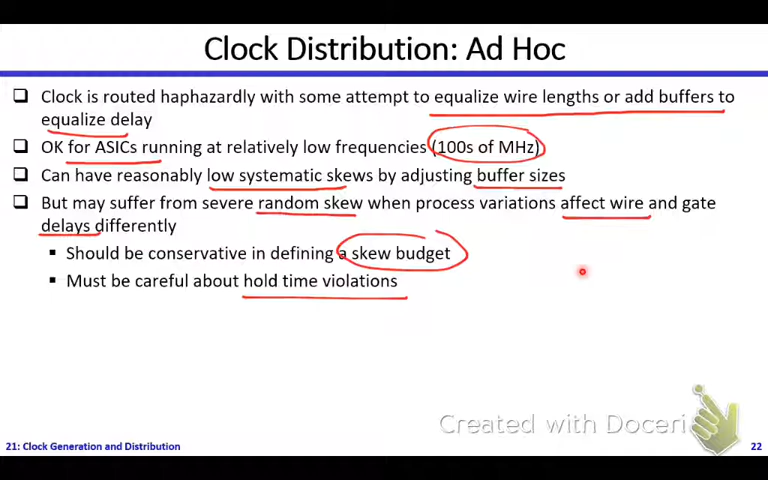 Clock Distribution: Ad Hoc
❑ Clock is routed haphazardly with some attempt to equalize wire lengths or add buffers to
equalize delay
❑ OK for ASICs running at relatively low frequencies (100s of MHz)
❑ Can have reasonably low systematic skews by adjusting buffer sizes
❑ But may suffer from severe random skew when process variations affect wire and gate
delays differently
▪ Should be conservative in defining a skew budget
▪ Must be careful about hold time violations
Created with Doceri
21: Clock Generation and Distribution
22